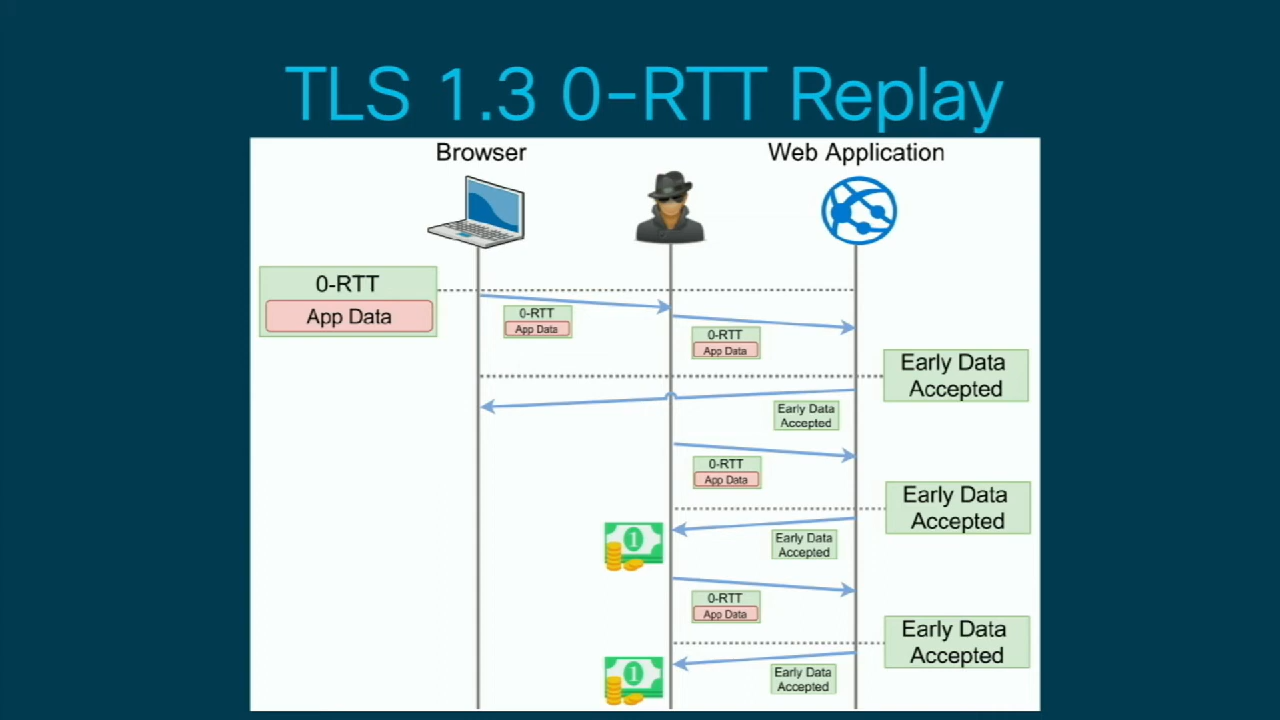 TLS 1.3 0-RTT Replay
Browser
Web Application
0-RTT
App Data
0-RTT
App Data
0-RTT
App Data
Early Data
Accepted
Early Data
Accepted
0-RTT
App Data
Early Data
Accepted
1
Early Data
Accepted
0-RTT
App Data
Early Data
Accepted
1
Early Data
Accepted